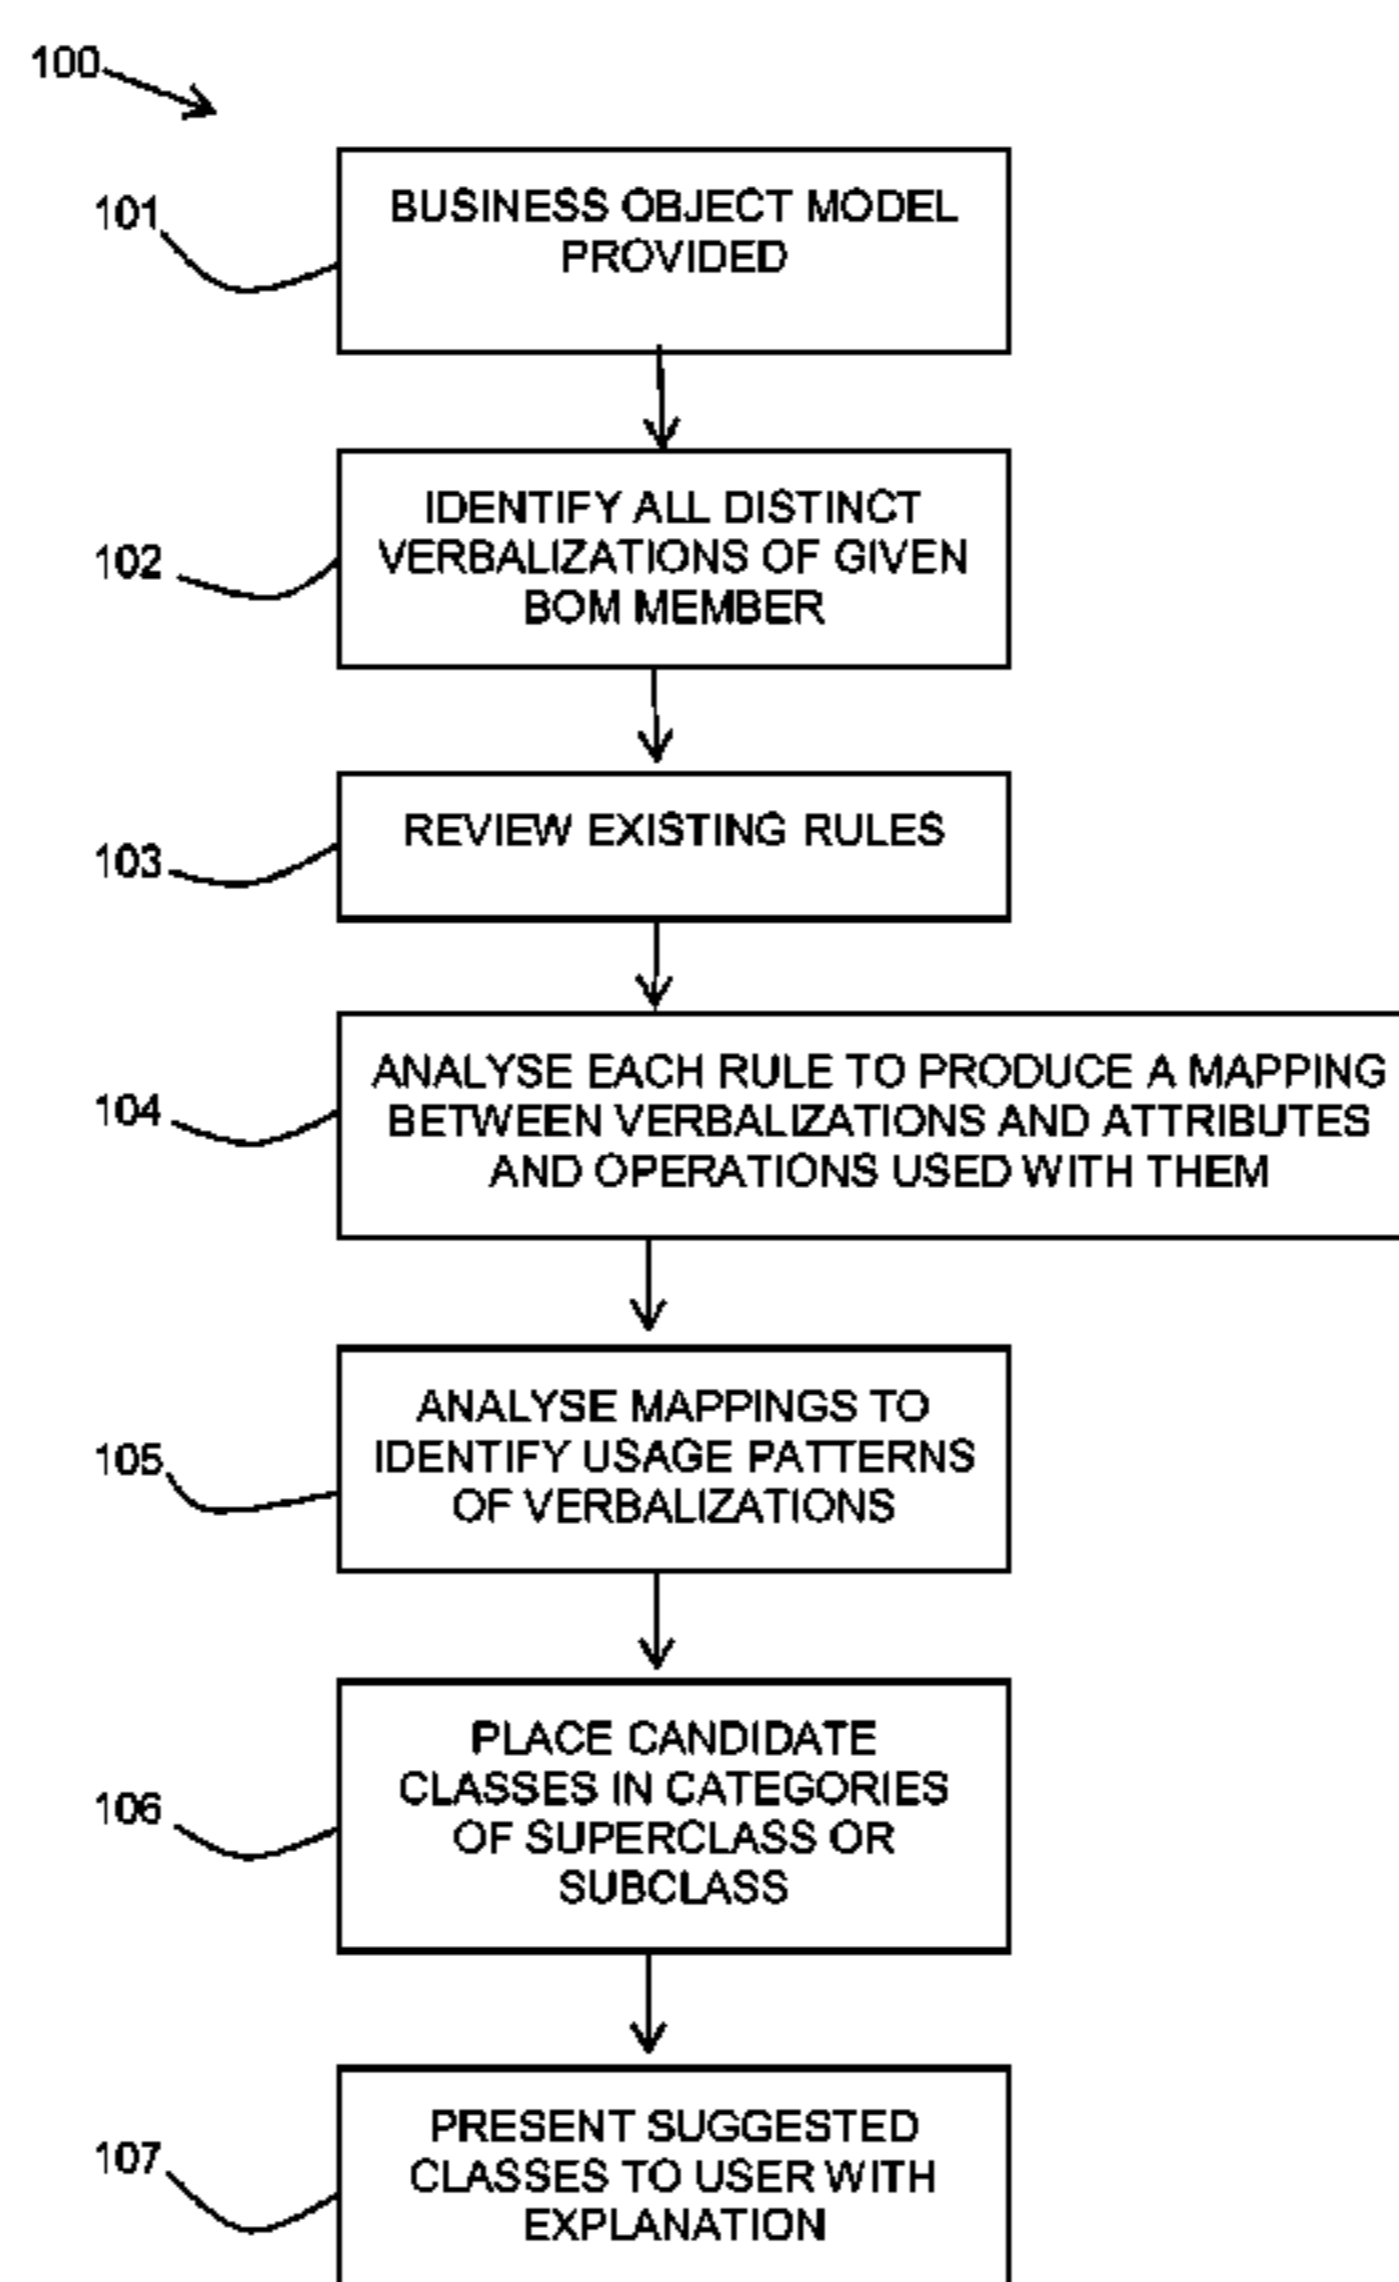 100
101
BUSINESS OBJECT MODEL
PROVIDED
102
IDENTIFY ALL DISTINCT
VERBALIZATIONS OF GIVEN
BOM MEMBER
103
REVIEW EXISTING RULES
104
ANALYSE EACH RULE TO PRODUCE A MAPPING
BETWEEN VERBALIZATIONS AND ATTRIBUTES
AND OPERATIONS USED WITH THEM
105
ANALYSE MAPPINGS TO
IDENTIFY USAGE PATTERNS
OF VERBALIZATIONS
106
PLACE CANDIDATE
CLASSES IN CATEGORIES
OF SUPERCLASS OR
SUBCLASS
107
PRESENT SUGGESTED
CLASSES TO USER WITH
EXPLANATION